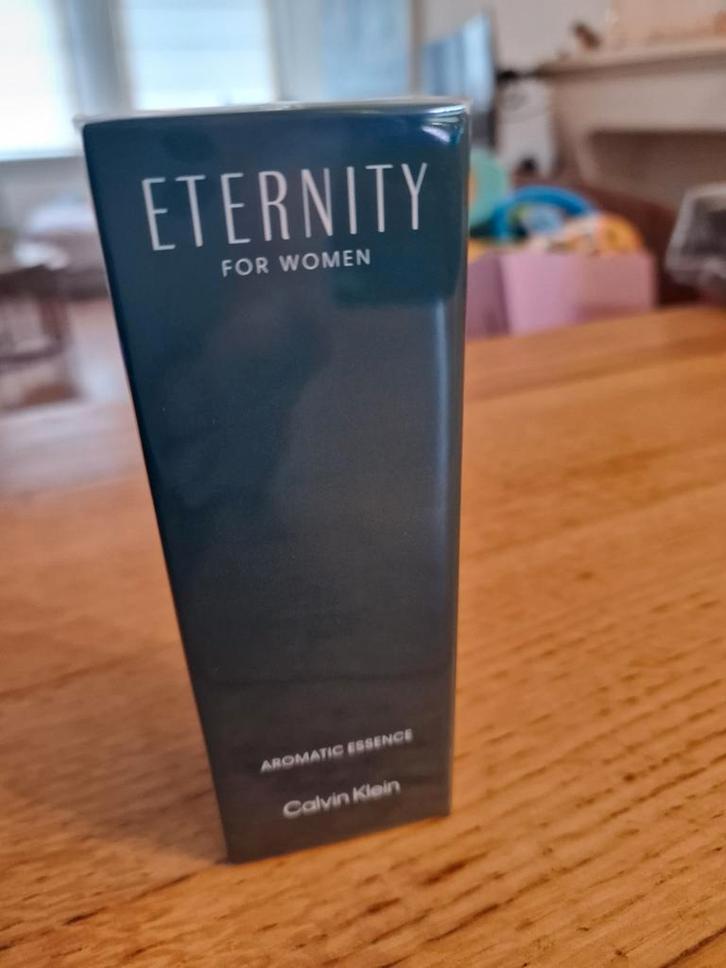 ETERNITY
FOR WOMEN
AROMATIC ESSENCE
Calvin Klein